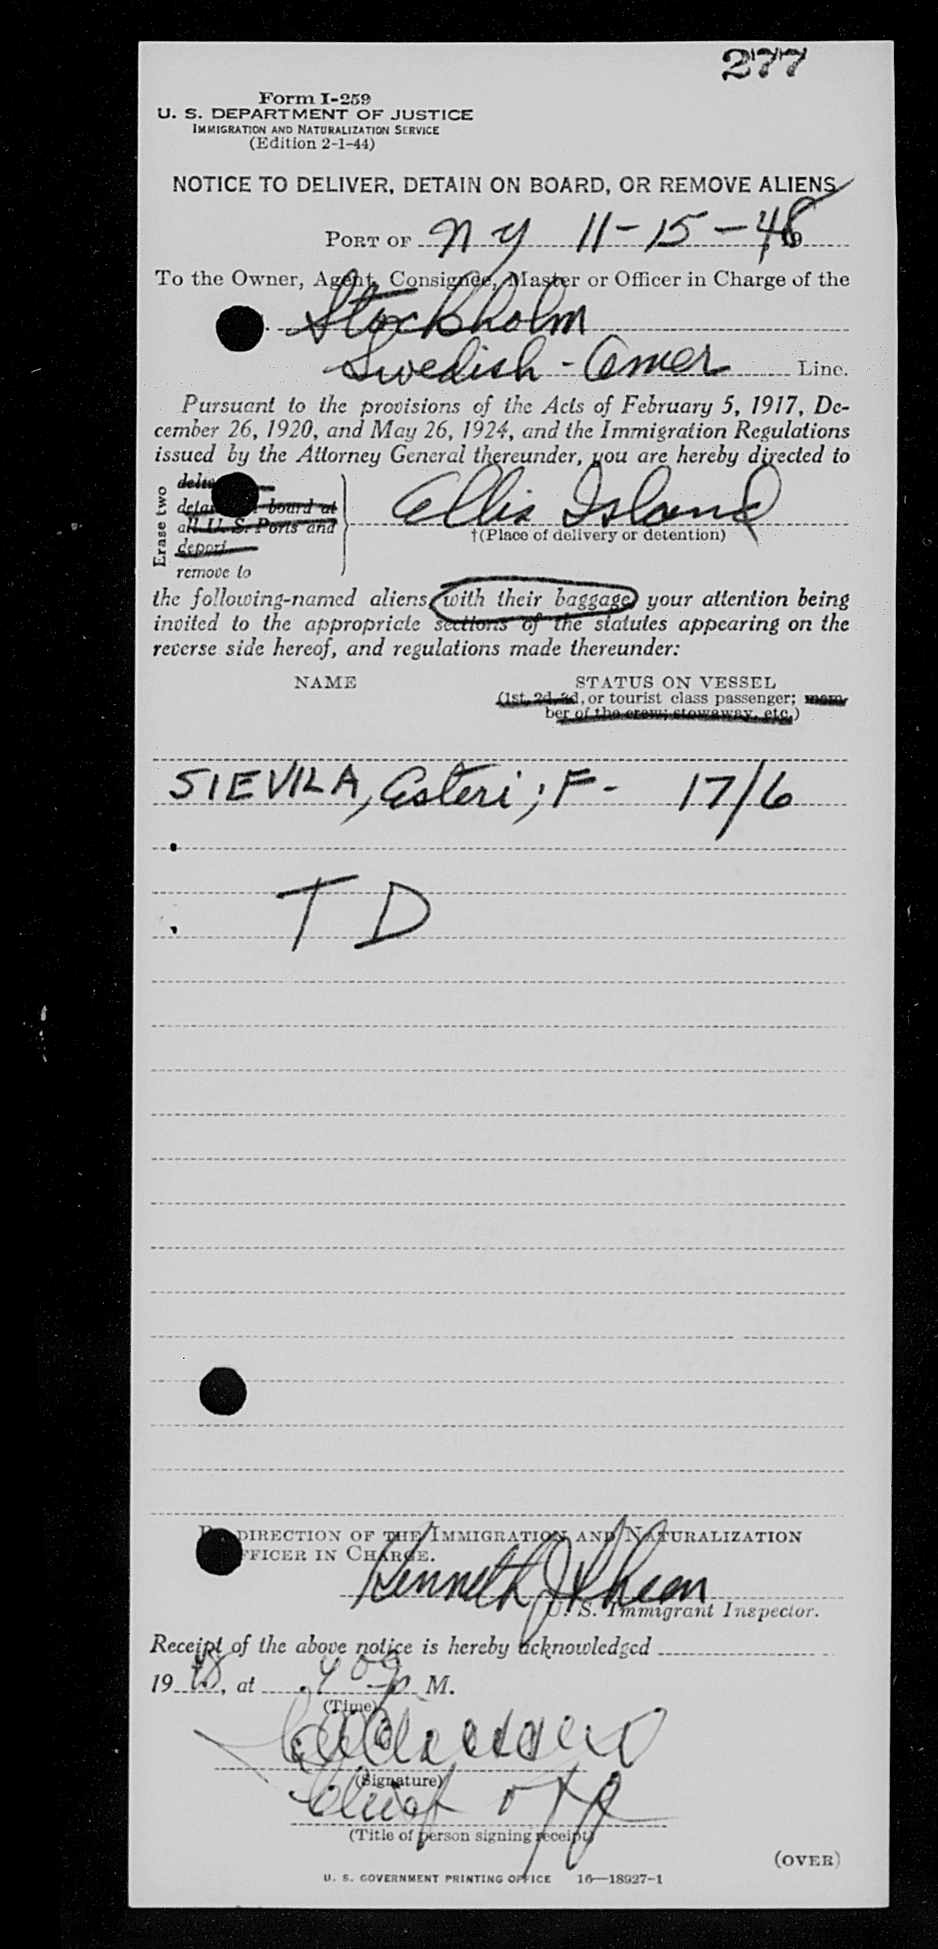 277
Form I-259
U. S. DEPARTMENT OF JUSTICE
IMMIGRATION AND NATURALIZATION SERVICE
(Edition 2-1-44)
NOTICE TO DELIVER, DETAIN ON BOARD, OR REMOVE ALIENS
PORT OF N Y 11-15-48
To the Owner, Agent, Consignee, Master or Officer in Charge of the
Stockholm
Swedish-Amer Line.
Pursuant to the provisions of the Acts of February 5, 1917, De-
cember 26, 1920, and May 26, 1924, and the Immigration Regulations
issued by the Attorney General thereunder, you are hereby directed to
Erase two
board at
all U. S. Ports and
deport
remove to
Ellis Island
†(Place of delivery or detention)
the following-named aliens with their baggage your attention being
invited to the appropriate sections of the statutes appearing on the
reverse side hereof, and regulations made thereunder:
NAME STATUS ON VESSEL
(1st, 2d, 3d, or tourist class passenger; mem-
ber of the crew; stowaway, etc.)
SIEVILA, Esteri; F- 17/6
T D
DIRECTION OF THE IMMIGRATION AND NATURALIZATION
OFFICER IN CHARGE.
Kenneth J
U. S. Immigrant Inspector.
Receipt of the above notice is hereby acknowledged
1948, at M.
(Time)
(Signature)
Chief off
(Title of person signing receipt)
(OVER)
U. S. GOVERNMENT PRINTING OFFICE 16—18927-1